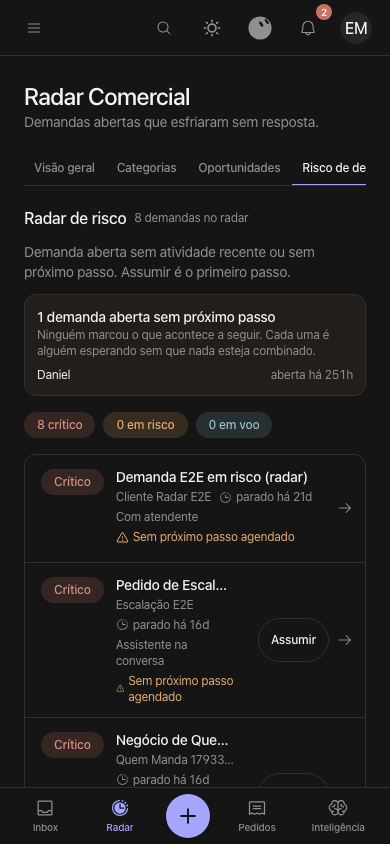 2
EM
Radar Comercial
Demandas abertas que esfriaram sem resposta.
Visão geral Categorias Oportunidades Risco de de
Radar de risco 8 demandas no radar
Demanda aberta sem atividade recente ou sem
próximo passo. Assumir é o primeiro passo.
1 demanda aberta sem próximo passo
Ninguém marcou o que acontece a seguir. Cada uma é
alguém esperando sem que nada esteja combinado.
Daniel aberta há 251h
8 crítico 0 em risco 0 em voo
Crítico Demanda E2E em risco (radar)
Cliente Radar E2E parado há 21d
Com atendente
Sem próximo passo agendado
Crítico Pedido de Escal...
Escalação E2E
parado há 16d
Assumir
Assistente na
conversa
Sem próximo passo
agendado
Crítico Negócio de Que...
Quem Manda 17933...
parado há 16d
Inbox Radar Pedidos Inteligência